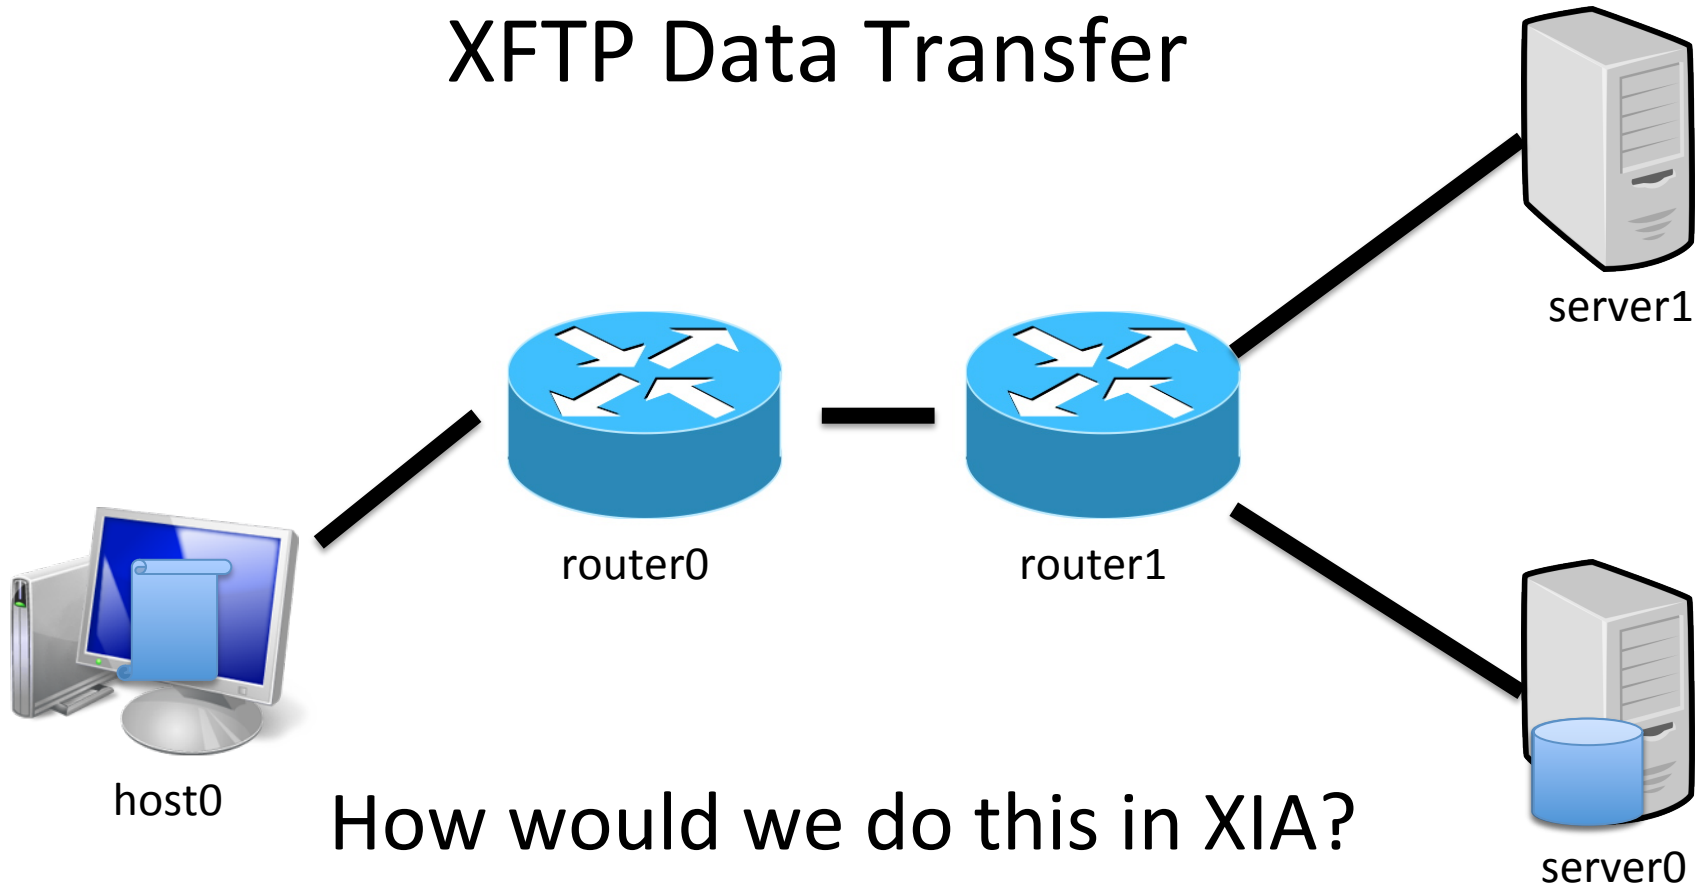 XFTP Data Transfer
server1
router0
router1
host0
How would we do this in XIA?
server0